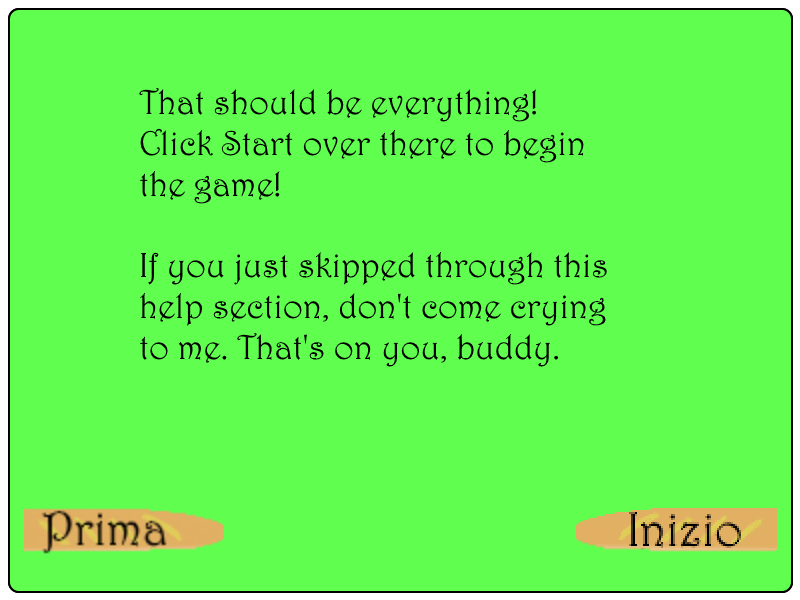 That should be everything!
Click Start over there to begin
the game!
If you just skipped through this
help section, don't come crying
to me. That's on you, buddy.
Prima
Inizio